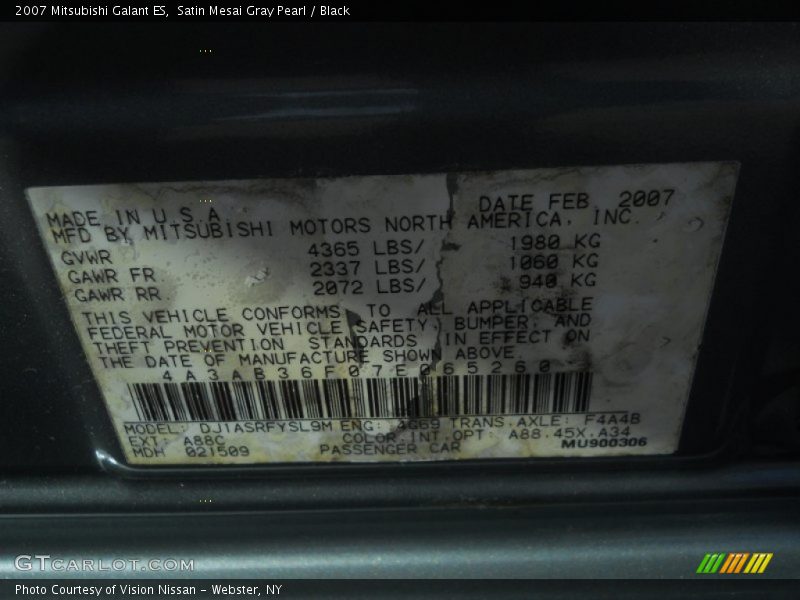 2007 Mitsubishi Galant ES, Satin Mesai Gray Pearl / Black
MADE IN U.S.A. DATE FEB. 2007
MFD BY MITSUBISHI MOTORS NORTH AMERICA, INC.
GVWR 4365 LBS/ 1980 KG
GAWR FR 2337 LBS/ 1060 KG
GAWR RR 2072 LBS/ 940 KG
THIS VEHICLE CONFORMS TO ALL APPLICABLE
FEDERAL MOTOR VEHICLE SAFETY, BUMPER, AND
THEFT PREVENTION STANDARDS IN EFFECT ON
THE DATE OF MANUFACTURE SHOWN ABOVE.
4A3AB36F07E065260
MODEL: DJ1ASRFYSL9M ENG: 4G69 TRANS.AXLE: F4A4B
EXT: A88C COLOR.INT.OPT: A88.45X.A34
MDH 021509 PASSENGER CAR MU900306
GTCARLOT.COM
Photo Courtesy of Vision Nissan - Webster, NY